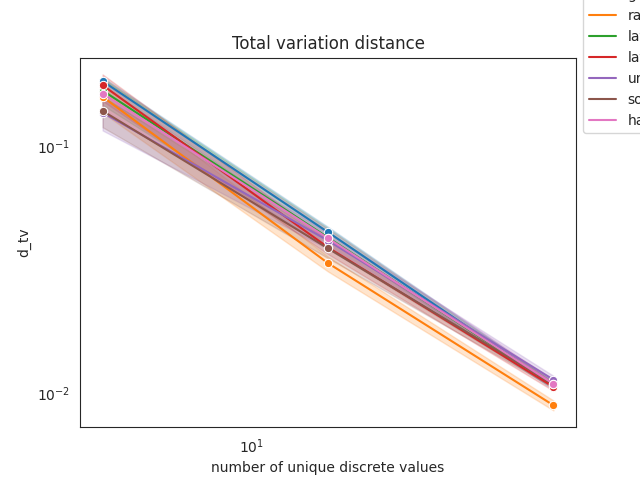 Total variation distance
ra
la
la
ur
sc
ha
10⁻¹
d_tv
10⁻²
10¹
number of unique discrete values